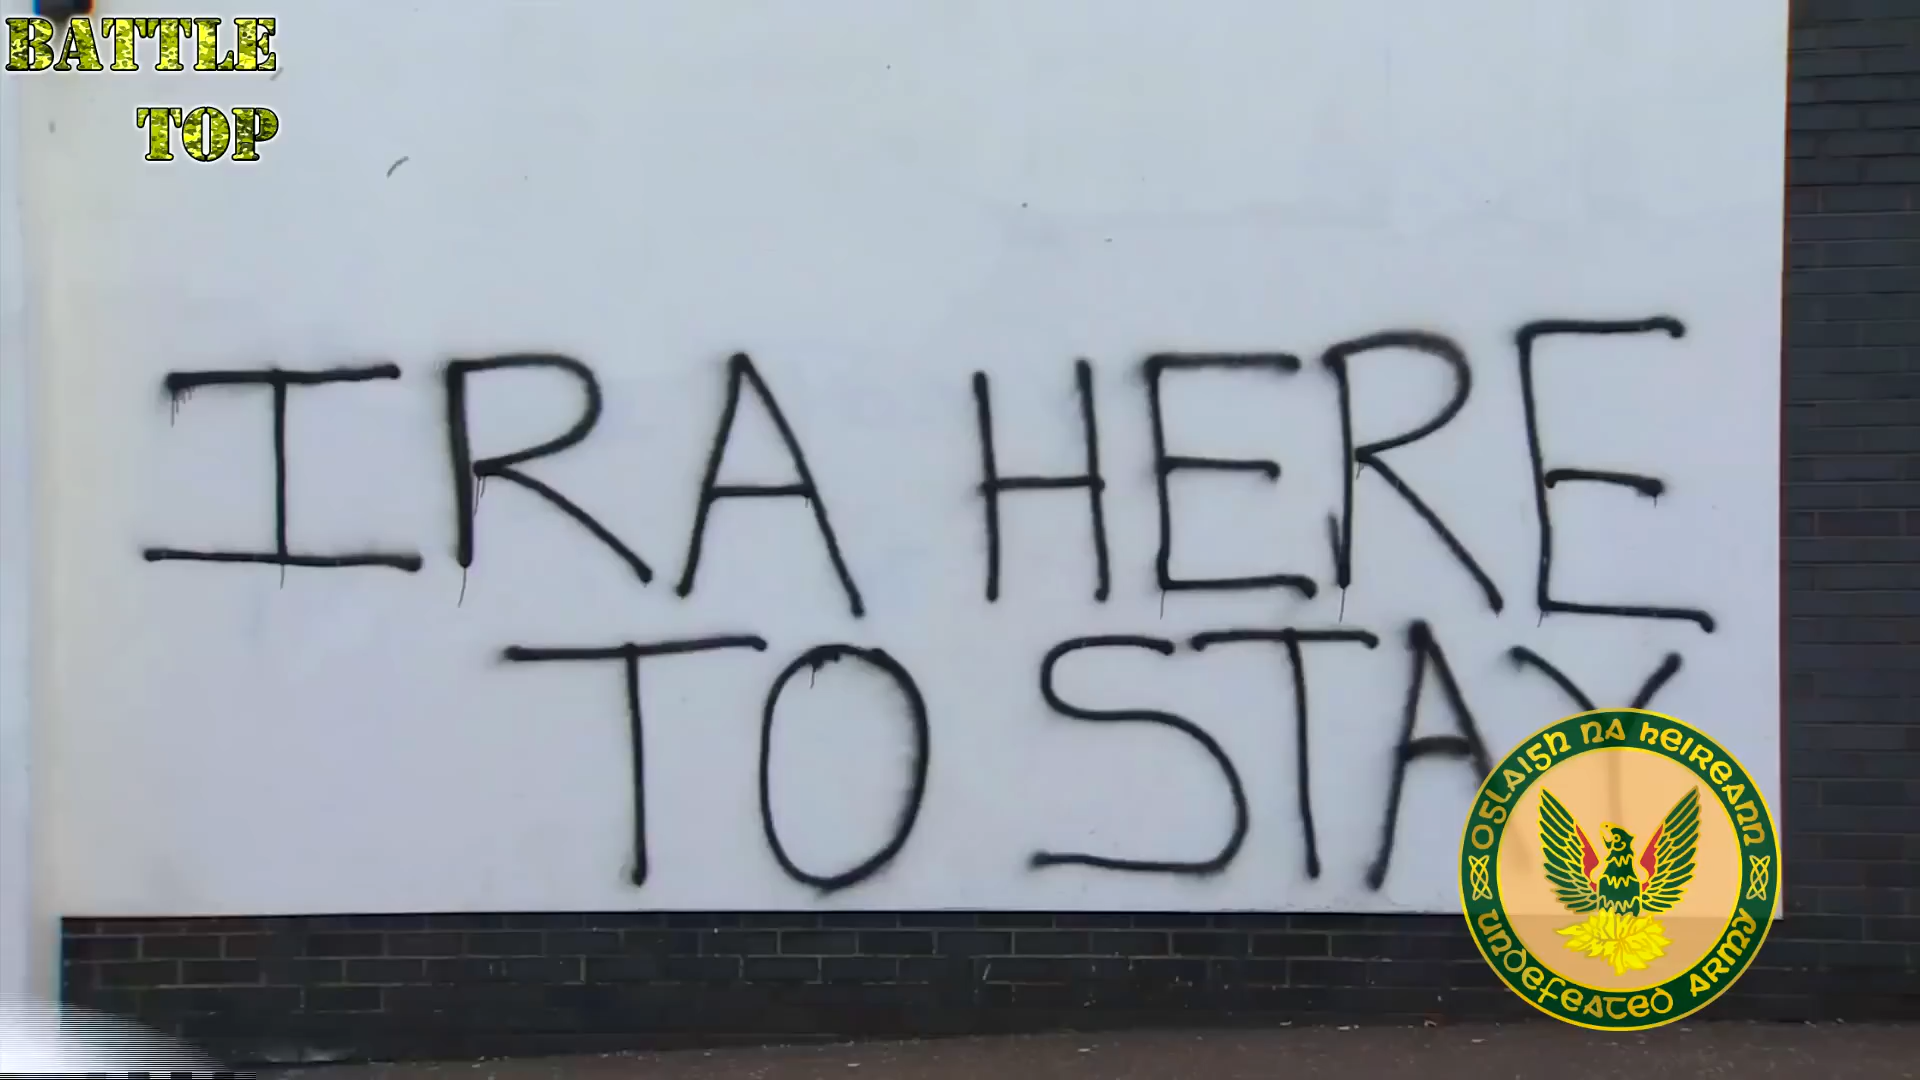 BATTLE
TOP
IRA HERE
TO STAY
OGLAIGH NA HEIREANN
UNDEFEATED ARMY